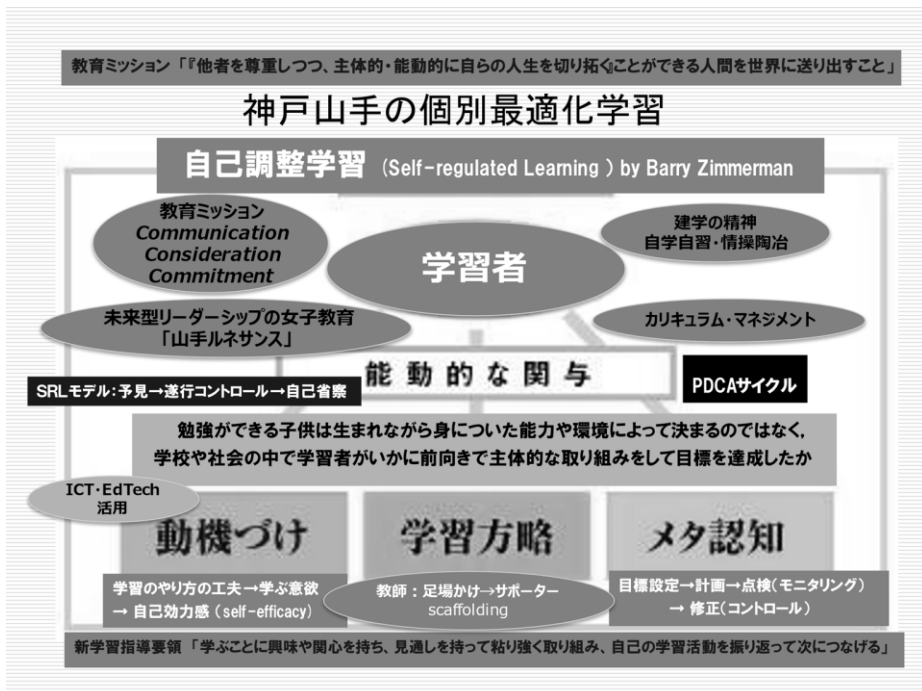 教育ミッション「『他者を尊重しつつ、主体的・能動的に自らの人生を切り拓く』ことができる人間を世界に送り出すこと」
神戸山手の個別最適化学習
自己調整学習 (Self-regulated Learning ) by Barry Zimmerman
教育ミッション
Communication
Consideration
Commitment
建学の精神
自学自習・情操陶冶
学習者
未来型リーダーシップの女子教育
「山手ルネサンス」
カリキュラム・マネジメント
能動的な関与
PDCAサイクル
SRLモデル:予見→遂行コントロール→自己省察
勉強ができる子供は生まれながら身についた能力や環境によって決まるのではなく,
学校や社会の中で学習者がいかに前向きで主体的な取り組みをして目標を達成したか
ICT・EdTech
活用
動機づけ
学習方略
メタ認知
学習のやり方の工夫→学ぶ意欲
→ 自己効力感 (self-efficacy)
教師:足場かけ→サポーター
scaffolding
目標設定→計画→点検(モニタリング)
→ 修正(コントロール)
新学習指導要領 「学ぶことに興味や関心を持ち、見通しを持って粘り強く取り組み、自己の学習活動を振り返って次につなげる」